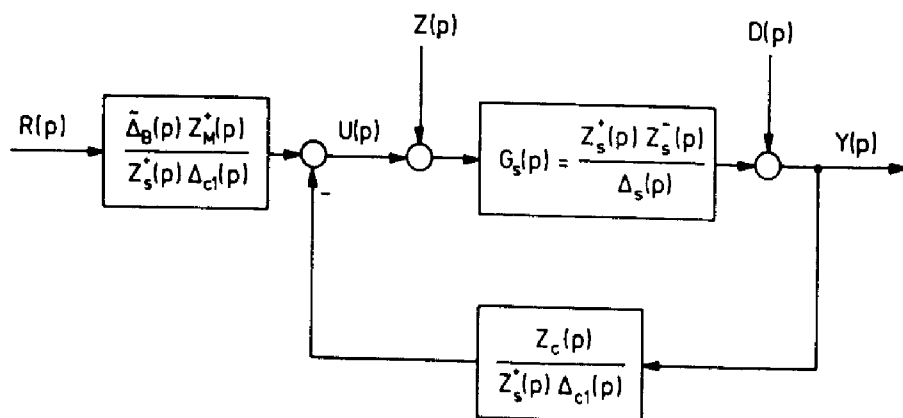 Z(p)
D(p)
R(p)
Δ̃_B(p) Z_M^+(p)
Z_s^+(p) Δ_c1(p)
U(p)
G_s(p) = Z_s^+(p) Z_s^-(p)
Δ_s(p)
Y(p)
-
Z_c(p)
Z_s^+(p) Δ_c1(p)